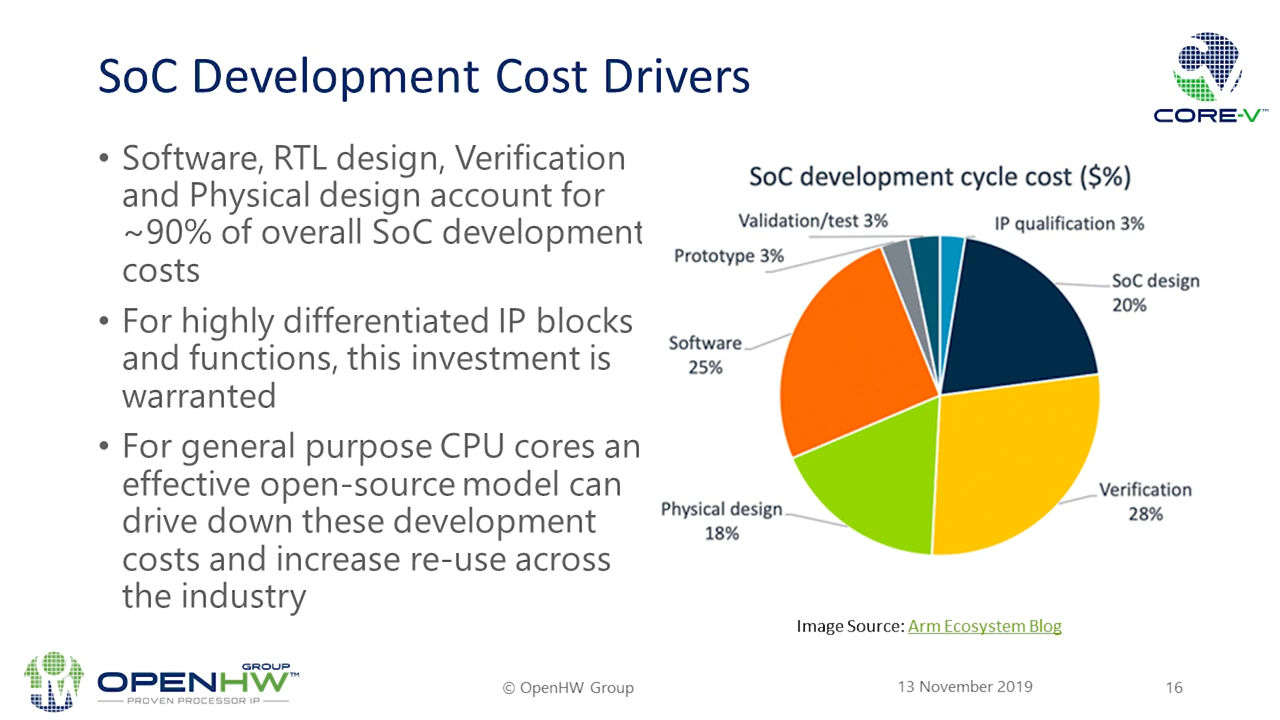 SoC Development Cost Drivers
CORE-V™
• Software, RTL design, Verification
and Physical design account for
~90% of overall SoC development
costs
• For highly differentiated IP blocks
and functions, this investment is
warranted
• For general purpose CPU cores an
effective open-source model can
drive down these development
costs and increase re-use across
the industry
SoC development cycle cost ($%)
Validation/test 3%
IP qualification 3%
Prototype 3%
SoC design
20%
Software
25%
Verification
28%
Physical design
18%
Image Source: Arm Ecosystem Blog
GROUP
OPENHW™
PROVEN PROCESSOR IP
© OpenHW Group
13 November 2019
16